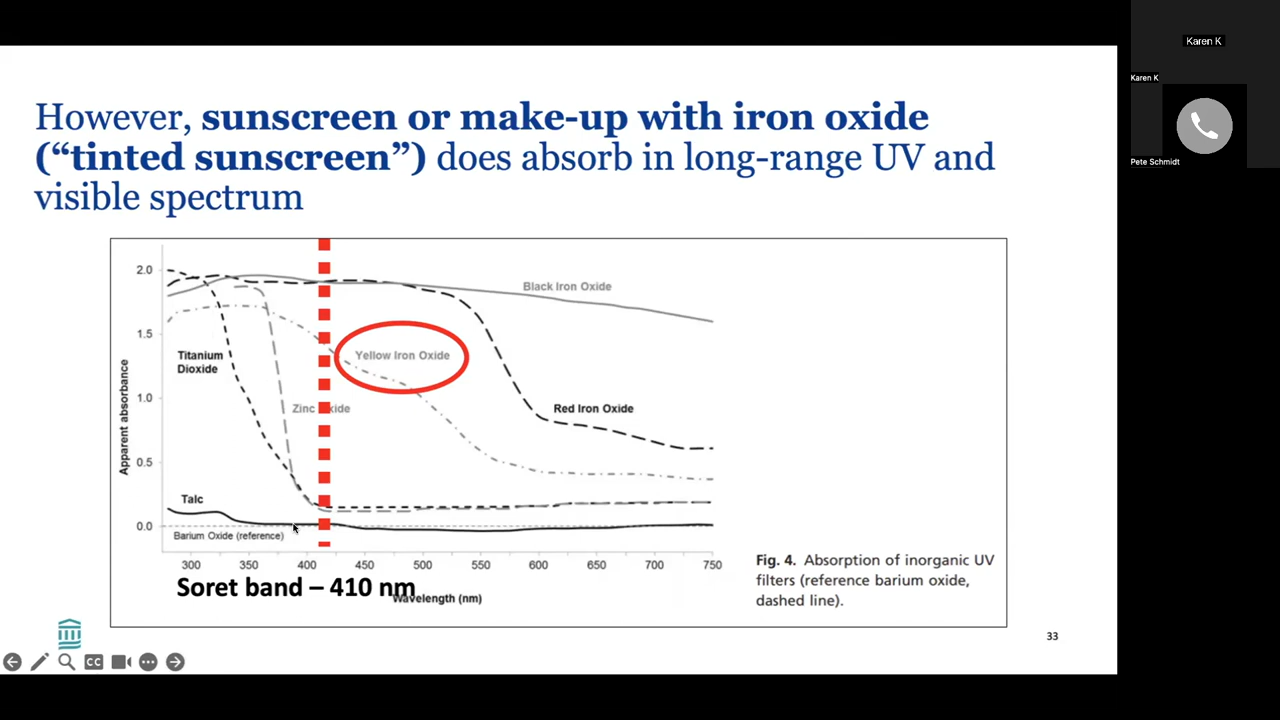 However, sunscreen or make-up with iron oxide
(“tinted sunscreen”) does absorb in long-range UV and
visible spectrum
Apparent absorbance
2.0
1.5
1.0
0.5
0.0
Black Iron Oxide
Yellow Iron Oxide
Titanium
Dioxide
Zinc Oxide
Red Iron Oxide
Talc
Barium Oxide (reference)
300 350 400 450 500 550 600 650 700 750
Soret band – 410 nm
Wavelength (nm)
Fig. 4. Absorption of inorganic UV
filters (reference barium oxide,
dashed line).
33
CC
Karen K
Karen K
Pete Schmidt